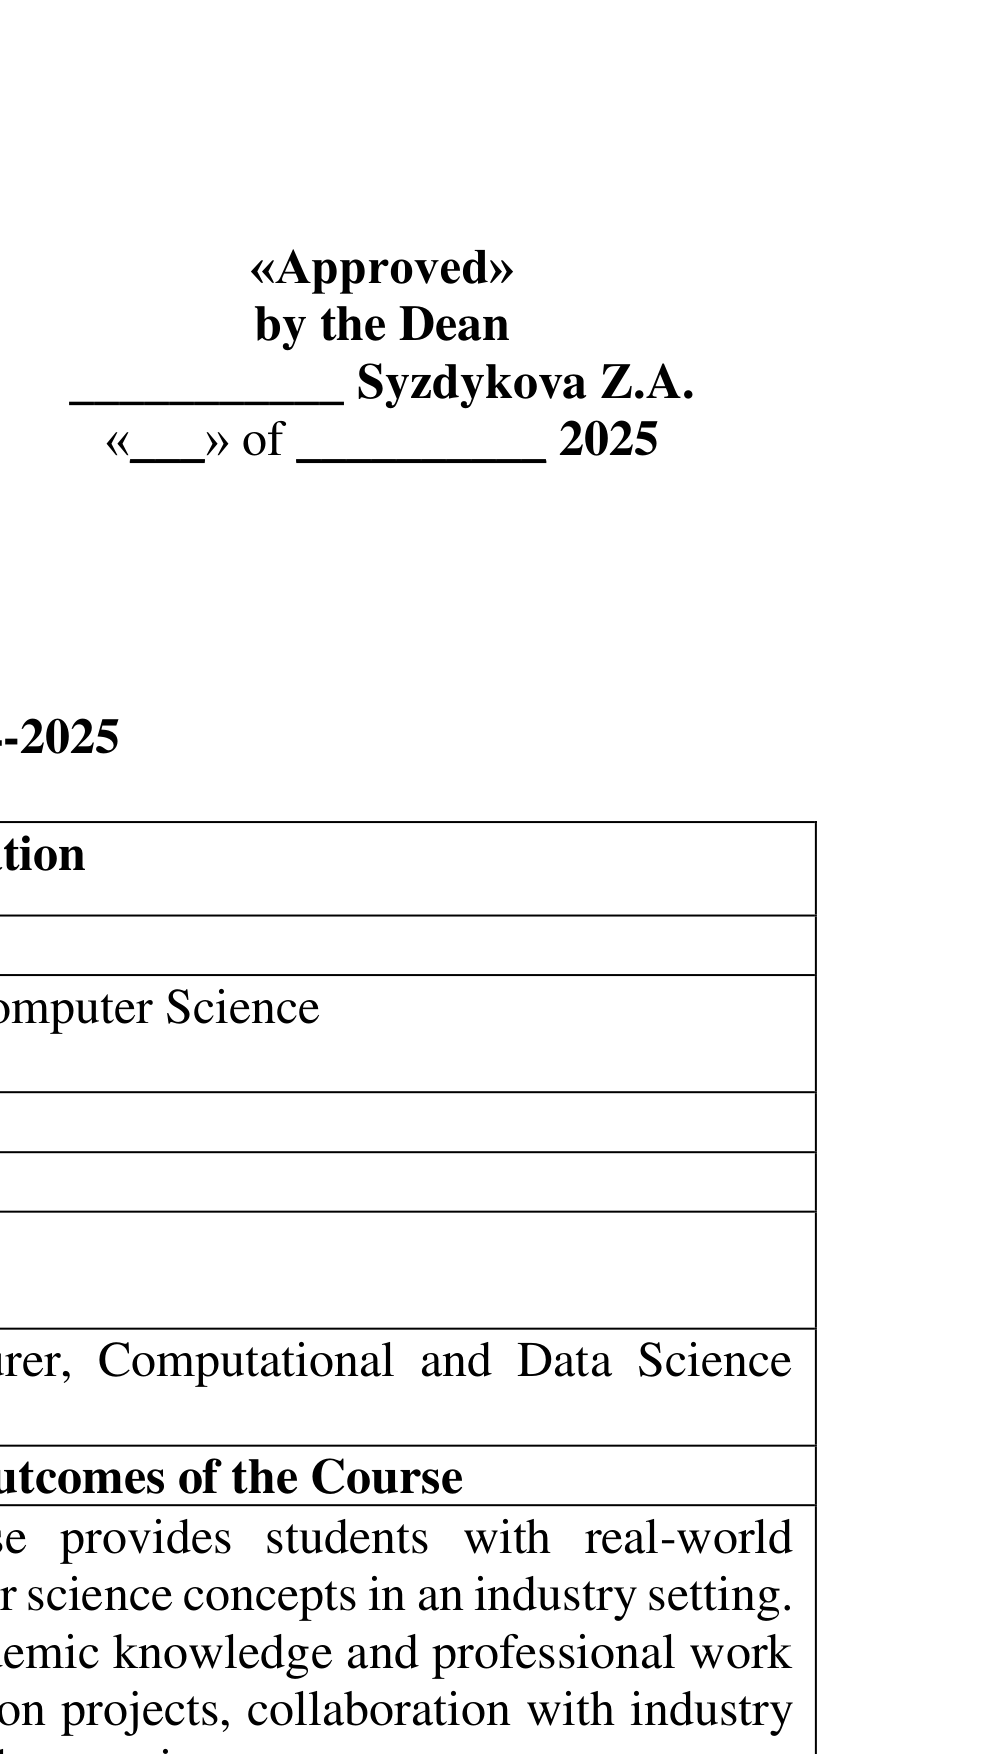 «Approved»
by the Dean
___________ Syzdykova Z.A.
«___» of __________ 2025
-2025
tion
omputer Science
urer, Computational and Data Science
utcomes of the Course
se provides students with real-world
r science concepts in an industry setting.
emic knowledge and professional work
on projects, collaboration with industry